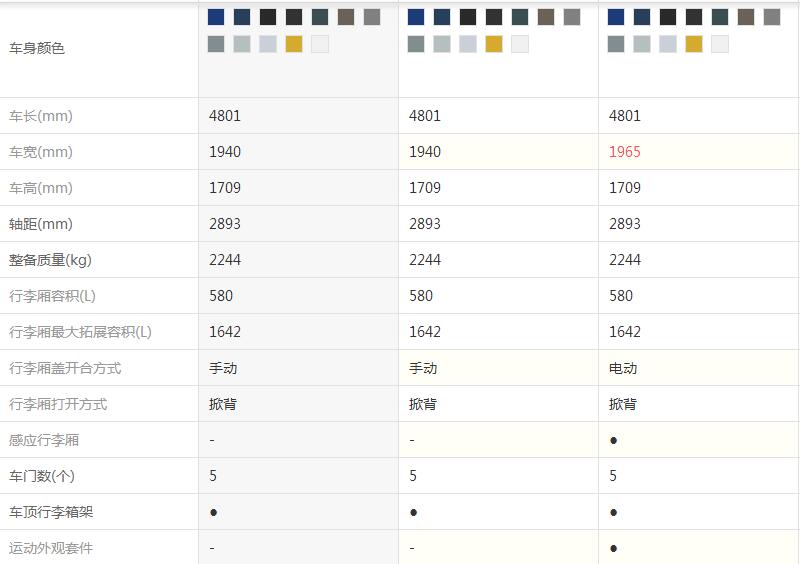 车身颜色
车长(mm) 4801 4801 4801
车宽(mm) 1940 1940 1965
车高(mm) 1709 1709 1709
轴距(mm) 2893 2893 2893
整备质量(kg) 2244 2244 2244
行李厢容积(L) 580 580 580
行李厢最大拓展容积(L) 1642 1642 1642
行李厢盖开合方式 手动 手动 电动
行李厢打开方式 掀背 掀背 掀背
感应行李厢 - - ●
车门数(个) 5 5 5
车顶行李箱架 ● ● ●
运动外观套件 - - ●